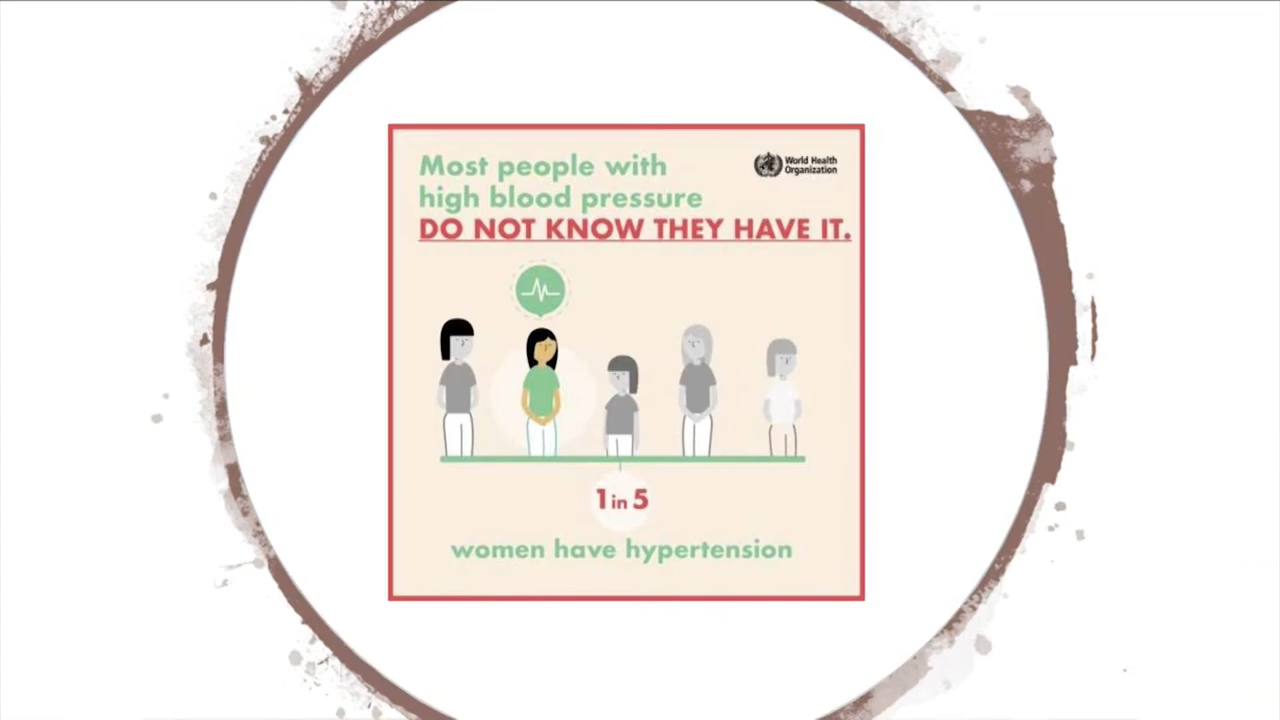 Most people with
high blood pressure
DO NOT KNOW THEY HAVE IT.
World Health
Organization
1 in 5
women have hypertension